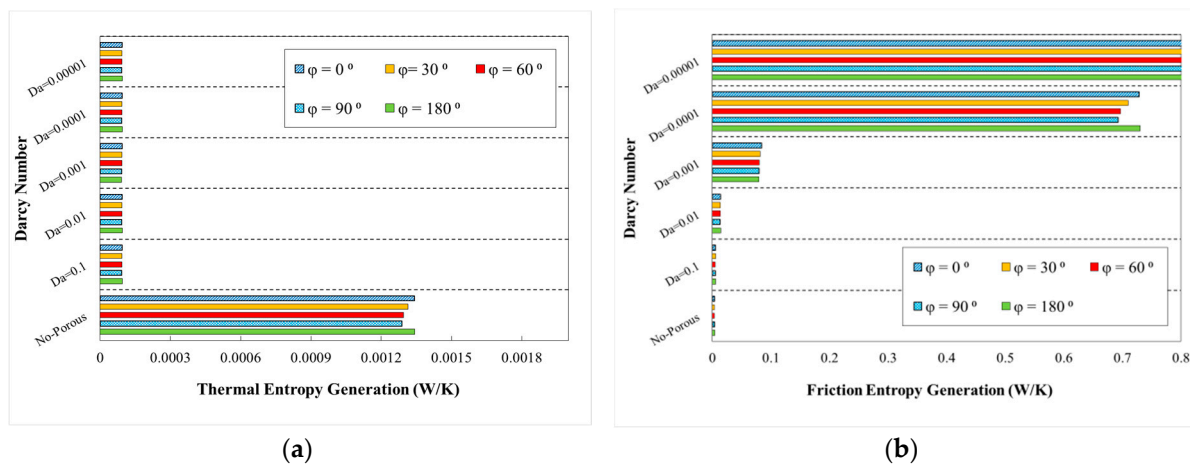 Darcy Number
Da=0.00001
Da=0.0001
Da=0.001
Da=0.01
Da=0.1
No-Porous
φ = 0 º
φ= 30 º
φ = 60 º
φ = 90 º
φ = 180 º
0
0.0003
0.0006
0.0009
0.0012
0.0015
0.0018
Thermal Entropy Generation (W/K)
(a)
Darcy Number
Da=0.00001
Da=0.0001
Da=0.001
Da=0.01
Da=0.1
No-Porous
φ = 0 º
φ = 30 º
φ = 60 º
φ = 90 º
φ = 180 º
0
0.1
0.2
0.3
0.4
0.5
0.6
0.7
0.8
Friction Entropy Generation (W/K)
(b)